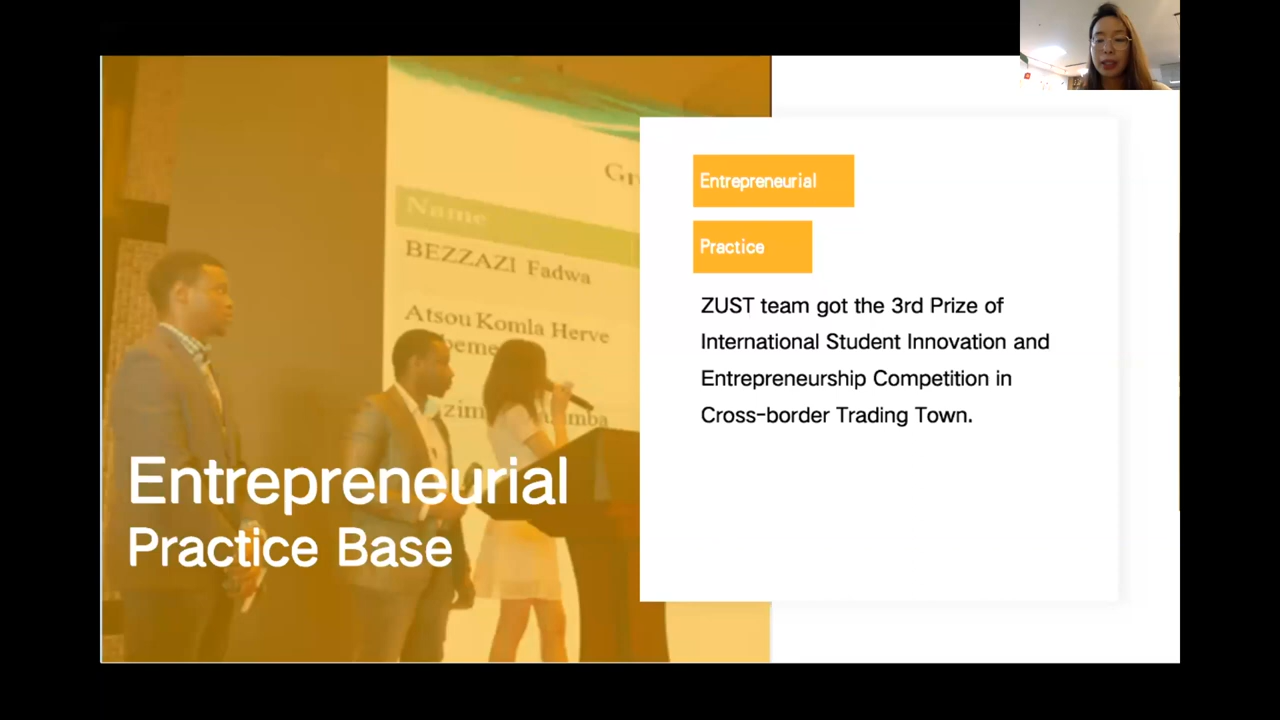 Gr
Name
BEZZAZI Fadwa
Atsou Komla Herve
Entrepreneurial
Practice Base
Entrepreneurial
Practice
ZUST team got the 3rd Prize of
International Student Innovation and
Entrepreneurship Competition in
Cross-border Trading Town.